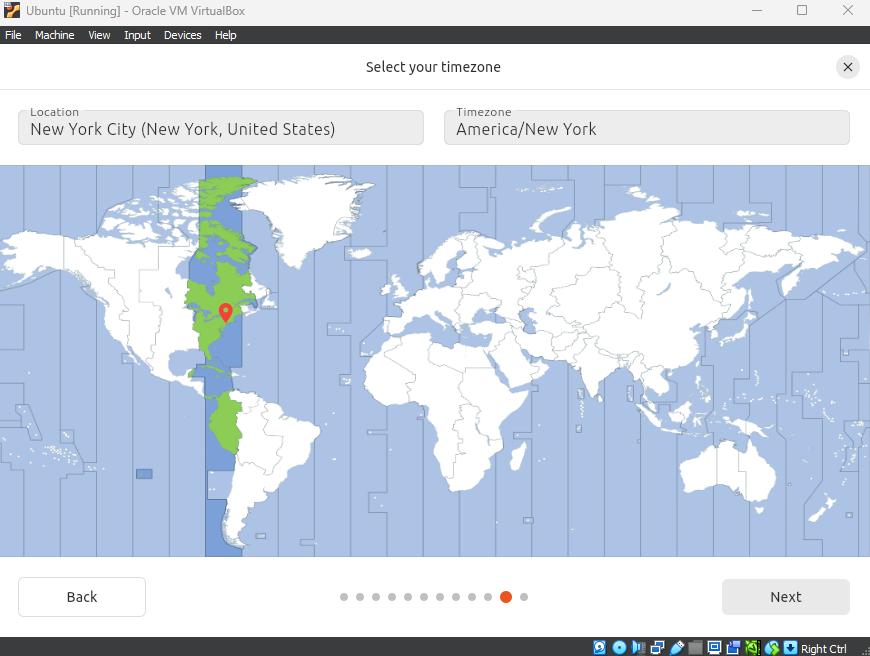 Ubuntu [Running] - Oracle VM VirtualBox
File Machine View Input Devices Help
Select your timezone
Location
New York City (New York, United States)
Timezone
America/New York
Back
Next
Right Ctrl